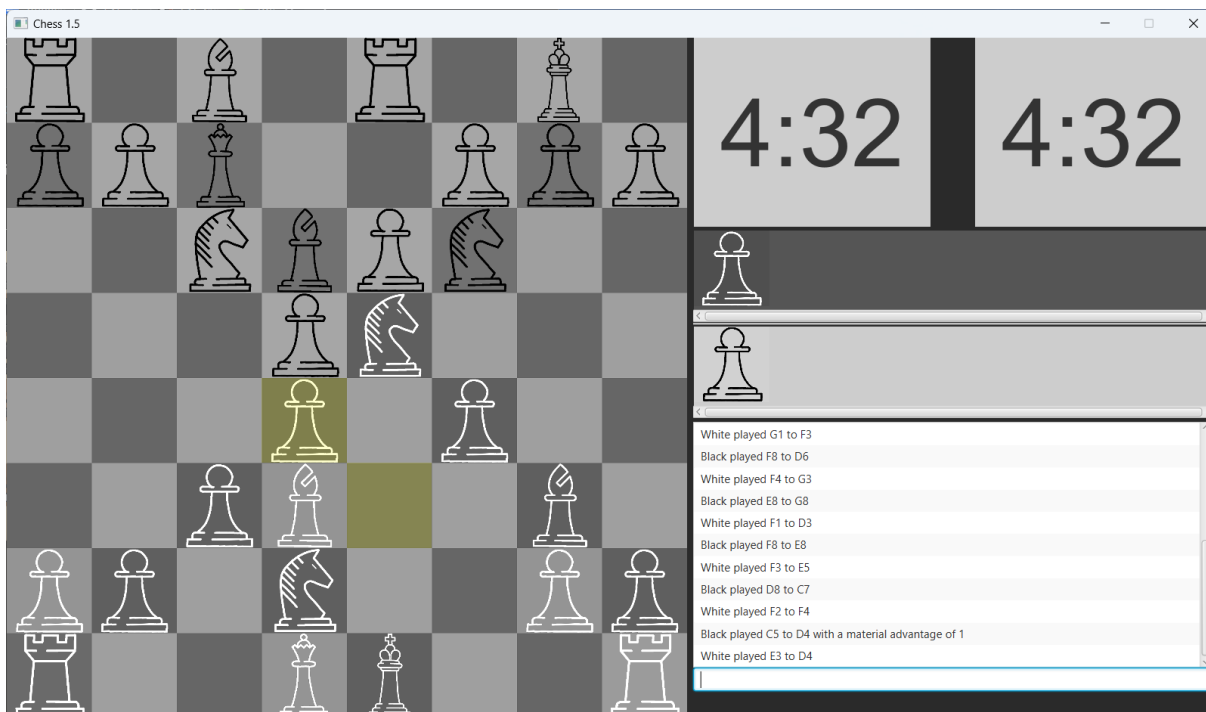 Chess 1.5
4:32 4:32
White played G1 to F3
Black played F8 to D6
White played F4 to G3
Black played E8 to G8
White played F1 to D3
Black played F8 to E8
White played F3 to E5
Black played D8 to C7
White played F2 to F4
Black played C5 to D4 with a material advantage of 1
White played E3 to D4